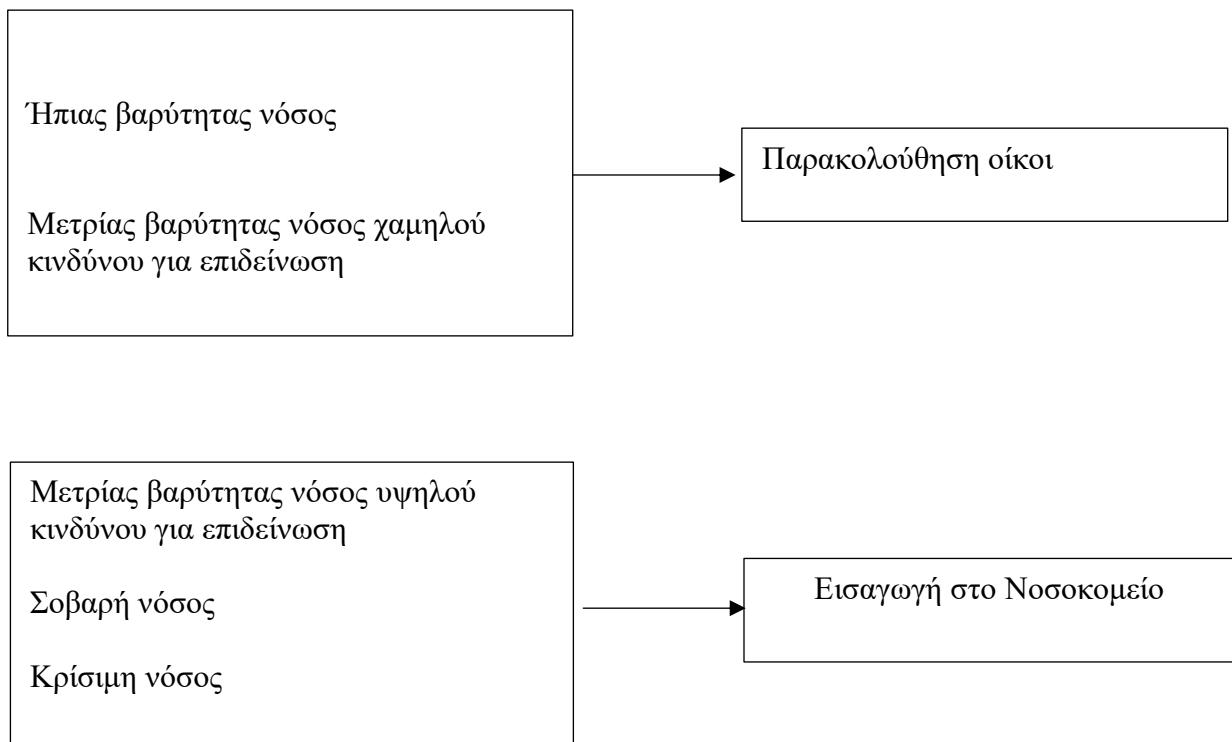 Ήπιας βαρύτητας νόσος
Μετρίας βαρύτητας νόσος χαμηλού
κινδύνου για επιδείνωση
Παρακολούθηση οίκοι
Μετρίας βαρύτητας νόσος υψηλού
κινδύνου για επιδείνωση
Σοβαρή νόσος
Κρίσιμη νόσος
Εισαγωγή στο Νοσοκομείο